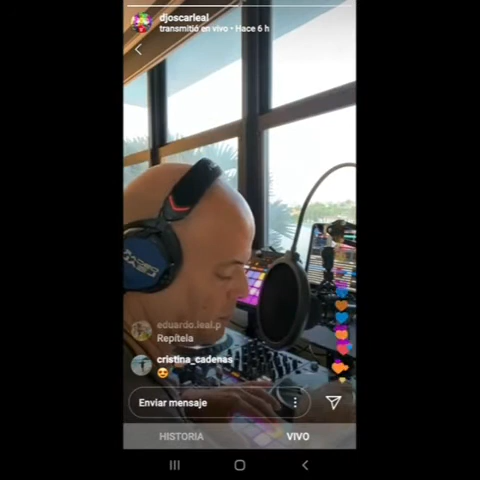 djoscarleal
transmitió en vivo • Hace 6 h
eduardo.leal.p
Repítela
cristina_cadenas
Enviar mensaje
HISTORIA
VIVO